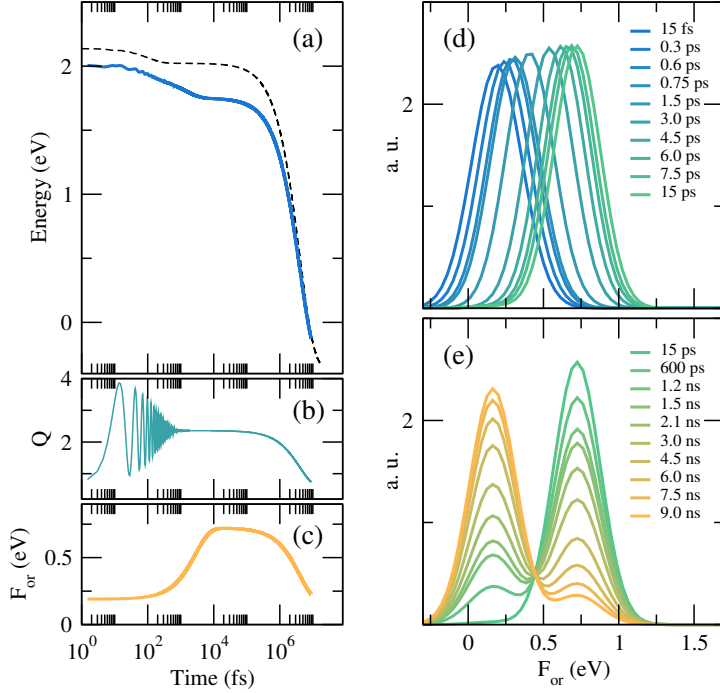 (a)
Energy (eV)
2
1
0
(b)
Q
4
2
(c)
F_or (eV)
0.5
0
10^0 10^2 10^4 10^6
Time (fs)
(d)
a. u.
2
15 fs
0.3 ps
0.6 ps
0.75 ps
1.5 ps
3.0 ps
4.5 ps
6.0 ps
7.5 ps
15 ps
(e)
a. u.
2
15 ps
600 ps
1.2 ns
1.5 ns
2.1 ns
3.0 ns
4.5 ns
6.0 ns
7.5 ns
9.0 ns
0 0.5 1 1.5
F_or (eV)